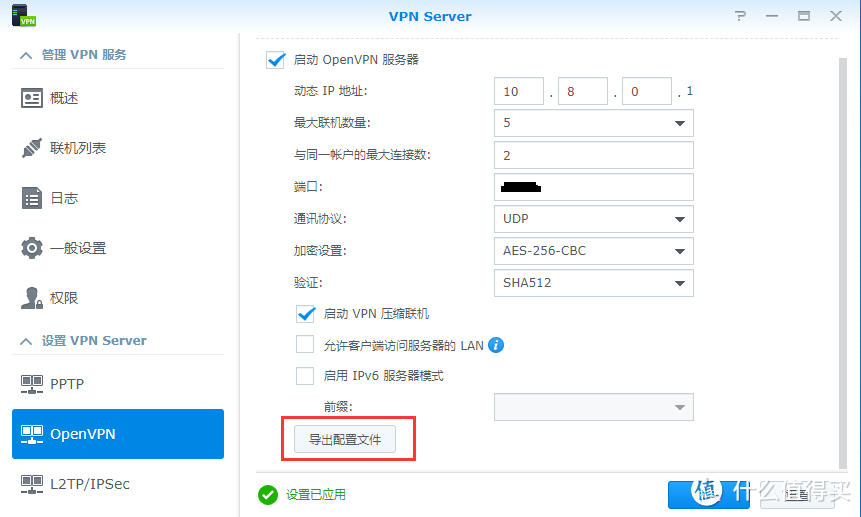 VPN
VPN Server
管理 VPN 服务
概述
联机列表
日志
一般设置
权限
设置 VPN Server
PPTP
OpenVPN
L2TP/IPSec
启动 OpenVPN 服务器
动态 IP 地址: 10 . 8 . 0 . 1
最大联机数量: 5
与同一帐户的最大连接数: 2
端口:
通讯协议: UDP
加密设置: AES-256-CBC
验证: SHA512
启动 VPN 压缩联机
允许客户端访问服务器的 LAN
启用 IPv6 服务器模式
前缀:
导出配置文件
设置已应用
值 什么值得买